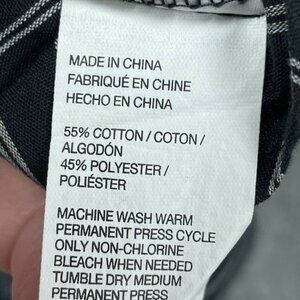 MADE IN CHINA
FABRIQUÉ EN CHINE
HECHO EN CHINA
55% COTTON / COTON /
ALGODÓN
45% POLYESTER /
POLIÉSTER
MACHINE WASH WARM
PERMANENT PRESS CYCLE
ONLY NON-CHLORINE
BLEACH WHEN NEEDED
TUMBLE DRY MEDIUM
PERMANENT PRESS